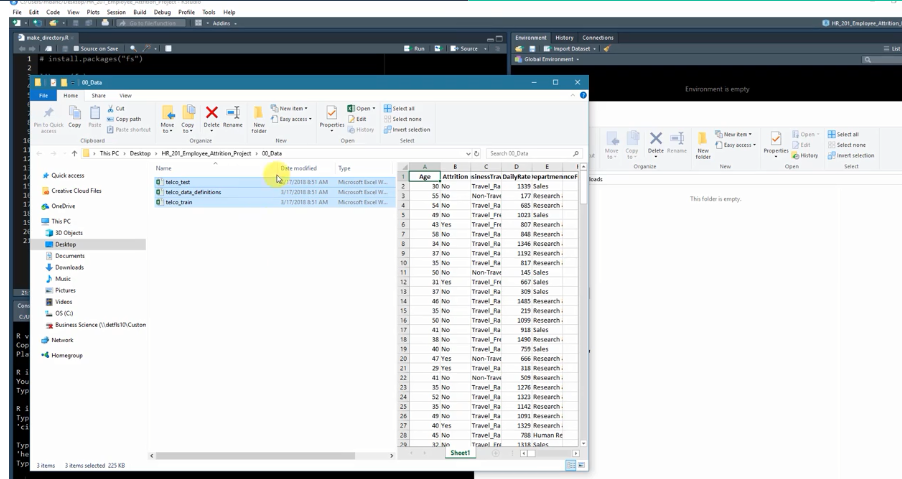 File Edit Code View Plots Session Build Debug Profile Tools Help
Go to file/function Addins
HR_201_Employee_Attrition_
make_directory.R
Source on Save
Run
Source
1 # install.packages("fs")
2
Environment History Connections
Import Dataset
List
Global Environment
Environment is empty
00_Data
File Home Share View
Pin to Quick access
Copy
Paste
Cut
Copy path
Paste shortcut
Clipboard
Move to
Copy to
Delete
Rename
Organize
New folder
New item
Easy access
New
Properties
Open
Edit
History
Open
Select all
Select none
Invert selection
Select
This PC > Desktop > HR_201_Employee_Attrition_Project > 00_Data
Search 00_Data
Quick access
Creative Cloud Files
OneDrive
This PC
3D Objects
Desktop
Documents
Downloads
Music
Pictures
Videos
OS (C:)
Business Science (\\detfls10\Custom
Network
Homegroup
Name Date modified Type
telco_test 3/17/2018 8:51 AM Microsoft Excel W...
telco_data_definitions 3/17/2018 8:51 AM Microsoft Excel W...
telco_train 3/17/2018 8:51 AM Microsoft Excel W...
A B C D E
1 Age Attrition sinessTrav DailyRate epartmen
2 30 No Travel_Ra 1339 Sales
3 55 No Non-Trave 177 Research
4 54 No Travel_Ra 685 Research
5 49 No Travel_Fre 1023 Sales
6 43 Yes Travel_Fre 807 Research
7 58 No Travel_Ra 848 Research
8 34 No Travel_Ra 1346 Research
9 37 No Travel_Ra 1192 Research
10 35 No Travel_Ra 817 Research
11 50 No Non-Trave 145 Sales
12 31 Yes Travel_Fre 667 Sales
13 37 No Travel_Ra 309 Sales
14 46 No Travel_Ra 1485 Research
15 35 No Travel_Ra 219 Research
16 50 No Travel_Ra 1099 Research
17 41 No Travel_Ra 918 Sales
18 38 No Travel_Fre 1490 Research
19 40 No Travel_Ra 759 Sales
20 47 Yes Non-Trave 666 Research
21 29 Yes Travel_Ra 318 Research
22 41 No Non-Trave 509 Research
23 35 No Travel_Ra 1276 Research
24 52 No Travel_Ra 1323 Research
25 35 No Travel_Ra 1142 Research
26 49 No Travel_Ra 1091 Research
27 40 Yes Travel_Ra 1329 Research
28 45 No Travel_Ra 788 Human Re
29 32 No Travel_Fre 1318 Sales
Sheet1
3 items 3 items selected 225 KB
Move to
Copy to
Delete
Rename
Organize
New folder
New item
Easy access
New
Properties
Open
Edit
History
Open
Select all
Select none
Invert selection
Select
This folder is empty.